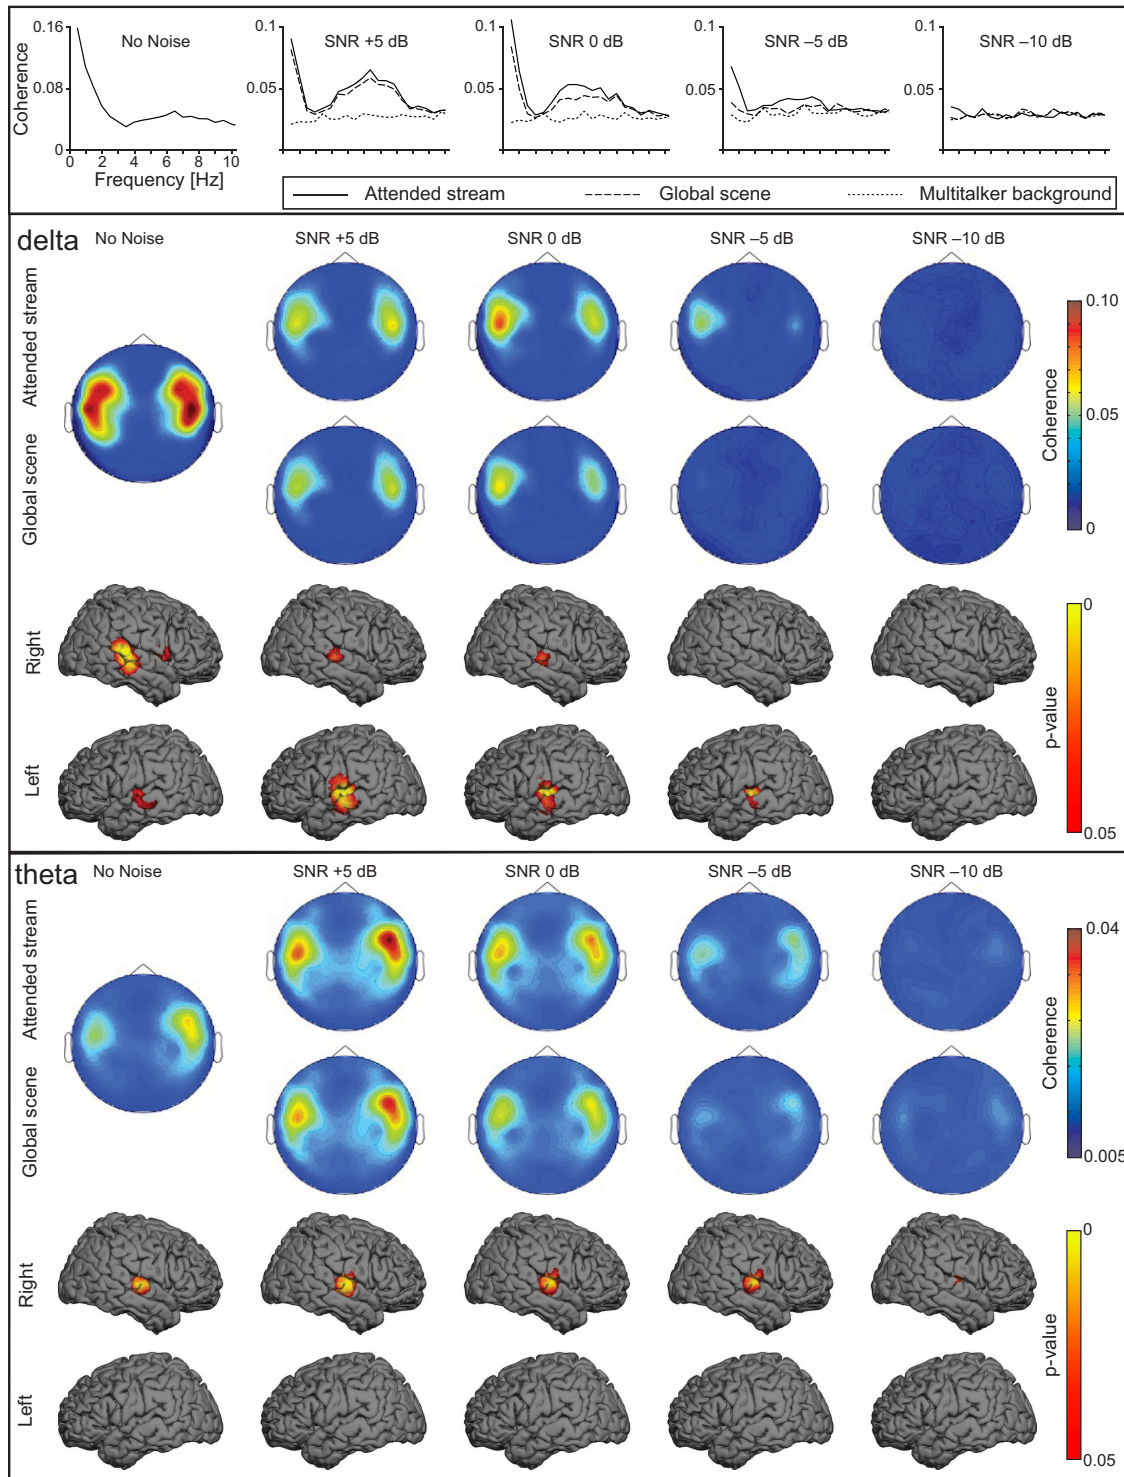 No Noise
SNR +5 dB
SNR 0 dB
SNR –5 dB
SNR –10 dB
Coherence
0.16
0.08
0
0.1
0.05
0.1
0.05
0.1
0.05
0.1
0.05
0 2 4 6 8 10
Frequency [Hz]
Attended stream
Global scene
Multitalker background
delta
No Noise
SNR +5 dB
SNR 0 dB
SNR –5 dB
SNR –10 dB
Attended stream
Global scene
Right
Left
0.10
0.05
0
Coherence
0
0.05
p-value
theta
No Noise
SNR +5 dB
SNR 0 dB
SNR –5 dB
SNR –10 dB
Attended stream
Global scene
Right
Left
0.04
0.005
Coherence
0
0.05
p-value